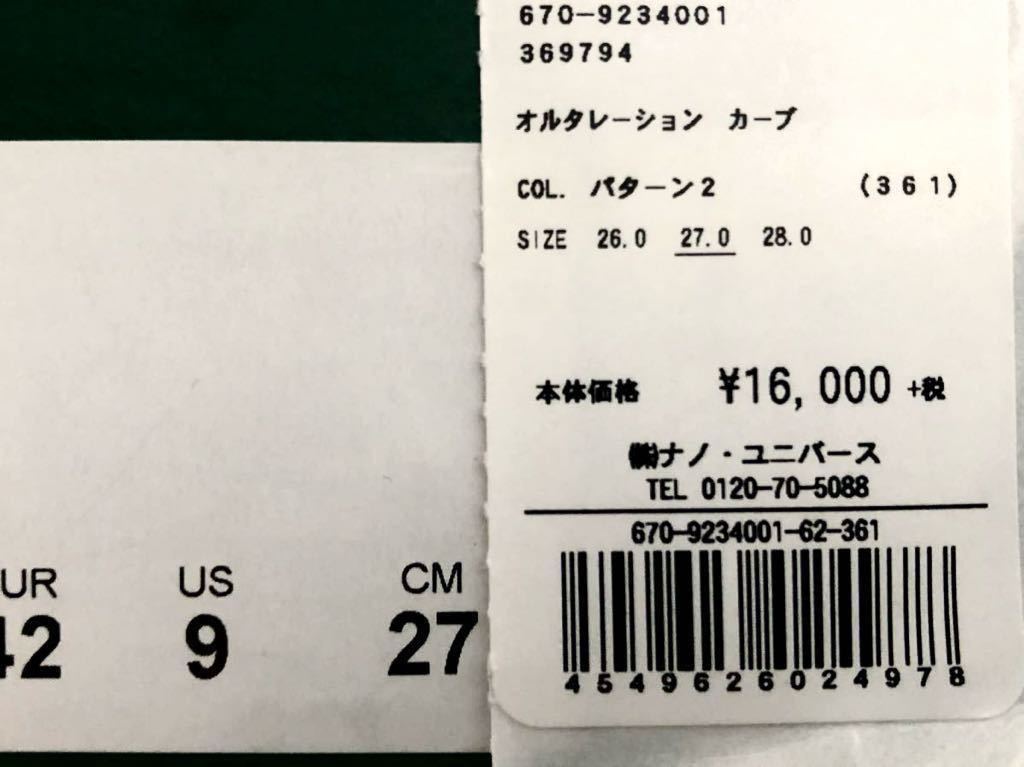 670-9234001
369794
オルタレーション カーブ
COL. パターン2 (361)
SIZE 26.0 27.0 28.0
本体価格 ¥16,000 +税
㈱ナノ・ユニバース
TEL 0120-70-5088
670-9234001-62-361
4549626024978
UR US CM
42 9 27